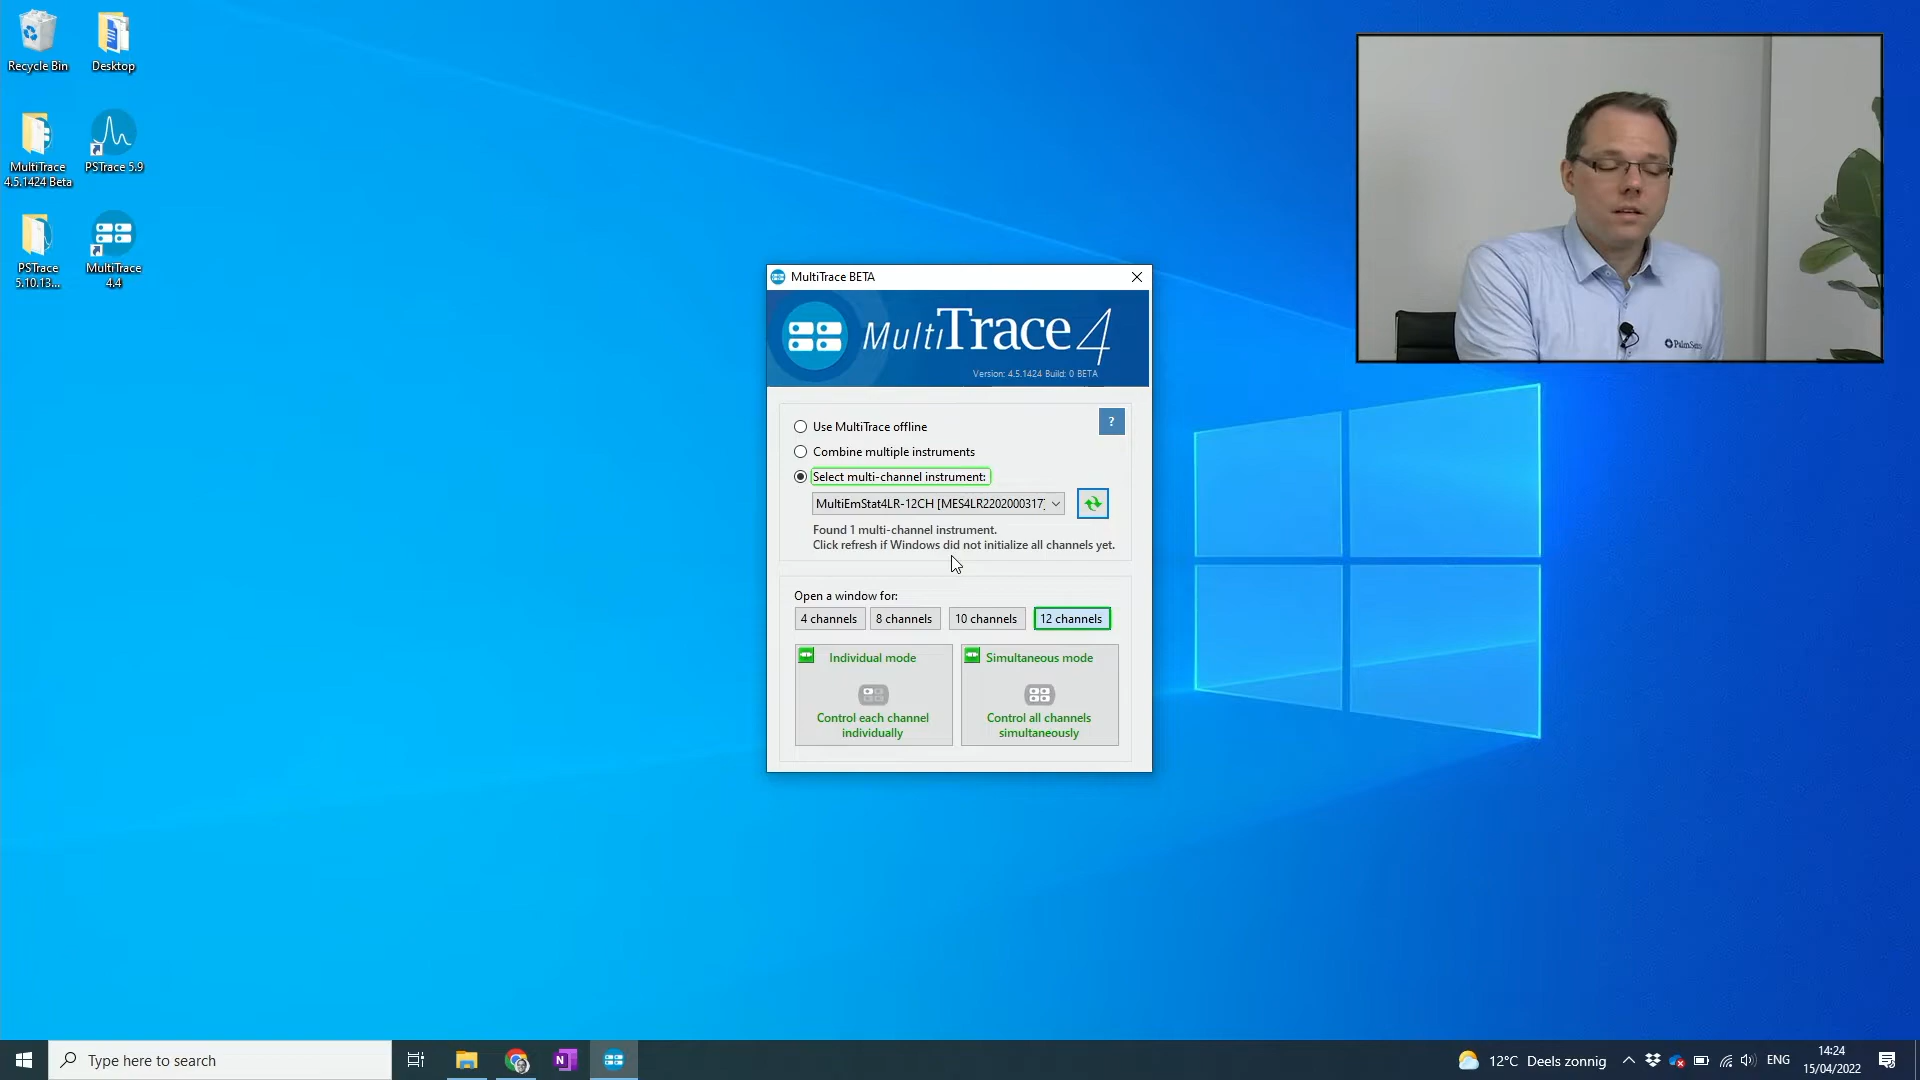 Recycle Bin
Desktop
MultiTrace
4.5.1424 Beta
PSTrace 5.9
PSTrace
5.10.13...
MultiTrace
4.4
MultiTrace BETA
MultiTrace 4
Version: 4.5.1424 Build: 0 BETA
Use MultiTrace offline
?
Combine multiple instruments
Select multi-channel instrument:
MultiEmStat4LR-12CH [MES4LR2202000317]
Found 1 multi-channel instrument.
Click refresh if Windows did not initialize all channels yet.
Open a window for:
4 channels
8 channels
10 channels
12 channels
Individual mode
Control each channel
individually
Simultaneous mode
Control all channels
simultaneously
Type here to search
N
12°C Deels zonnig
ENG
14:24
15/04/2022